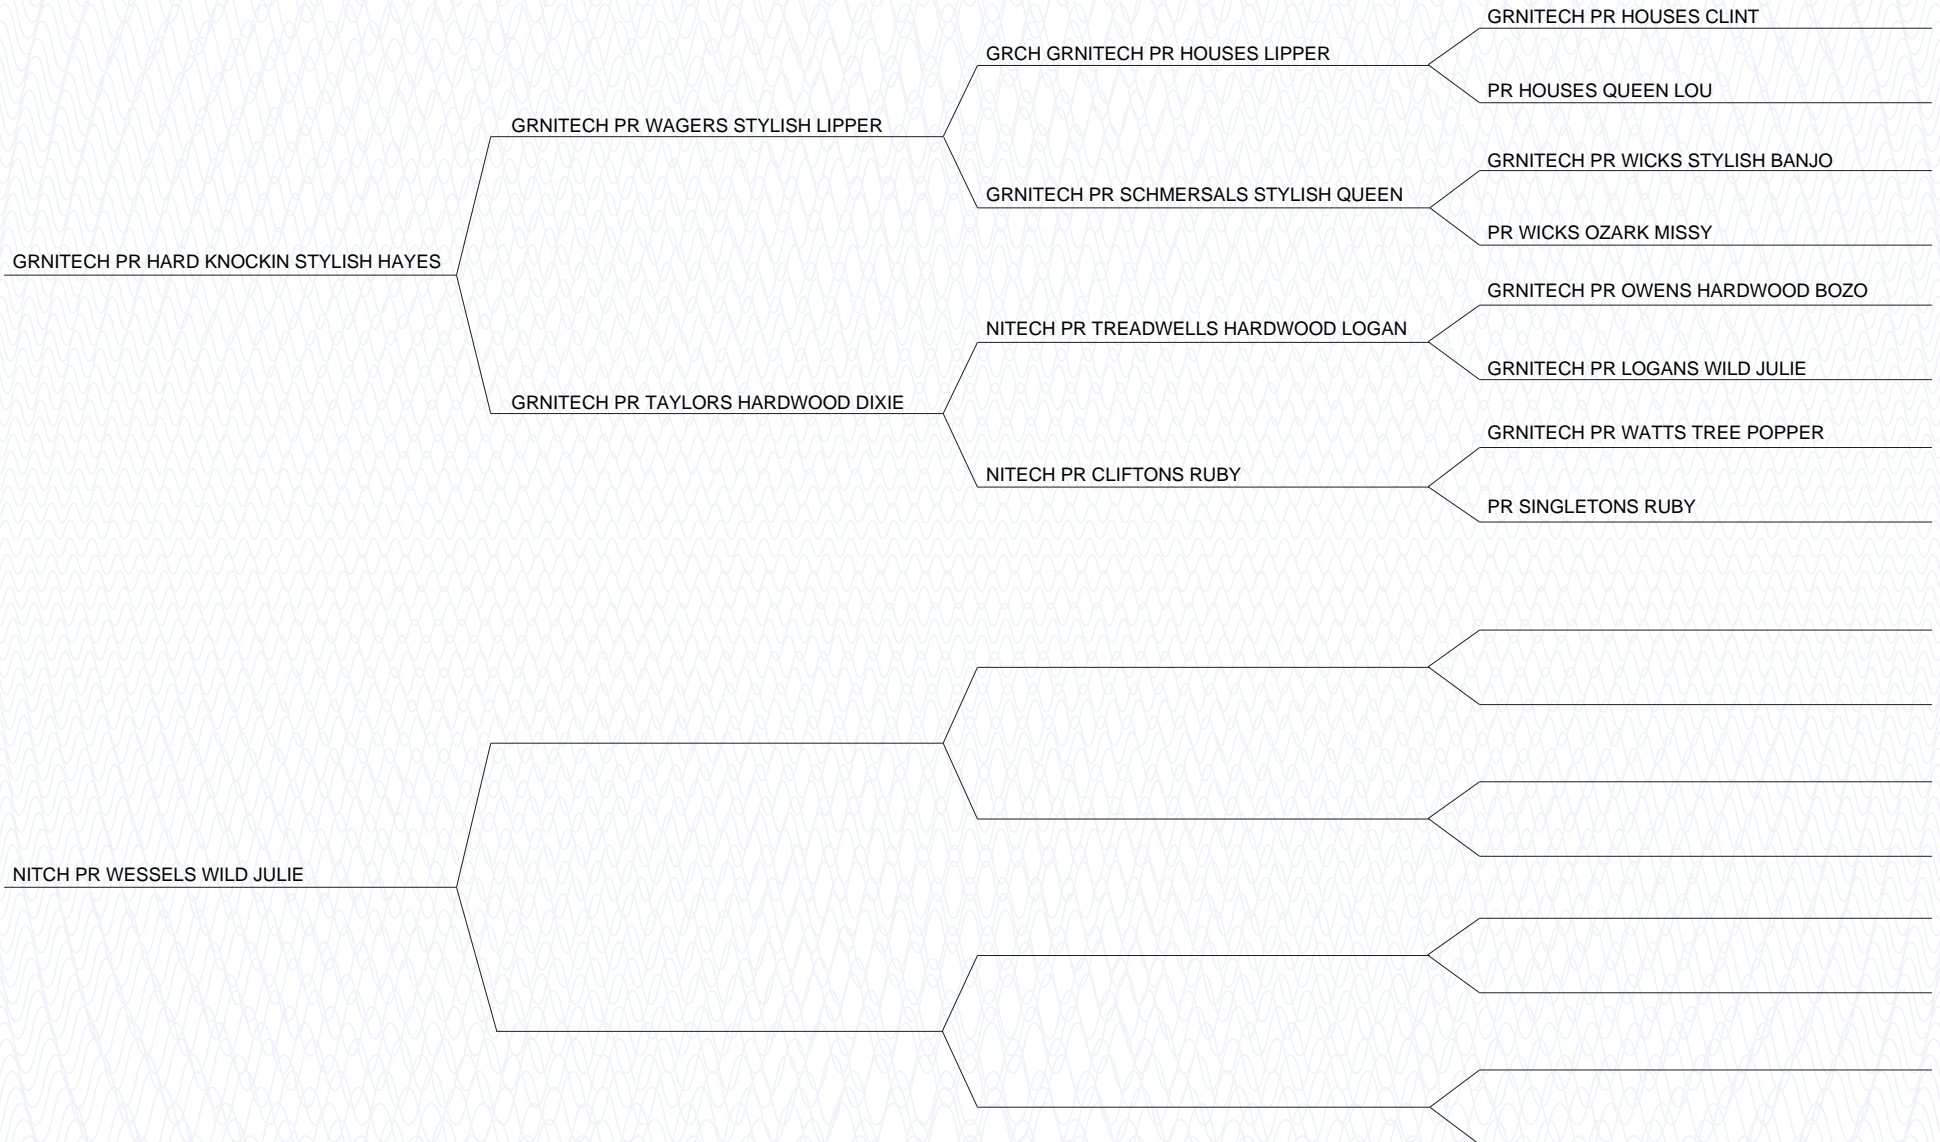 GRNITECH PR HOUSES CLINT
GRCH GRNITECH PR HOUSES LIPPER
PR HOUSES QUEEN LOU
GRNITECH PR WAGERS STYLISH LIPPER
GRNITECH PR WICKS STYLISH BANJO
GRNITECH PR SCHMERSALS STYLISH QUEEN
PR WICKS OZARK MISSY
GRNITECH PR HARD KNOCKIN STYLISH HAYES
GRNITECH PR OWENS HARDWOOD BOZO
NITECH PR TREADWELLS HARDWOOD LOGAN
GRNITECH PR LOGANS WILD JULIE
GRNITECH PR TAYLORS HARDWOOD DIXIE
GRNITECH PR WATTS TREE POPPER
NITECH PR CLIFTONS RUBY
PR SINGLETONS RUBY
NITCH PR WESSELS WILD JULIE